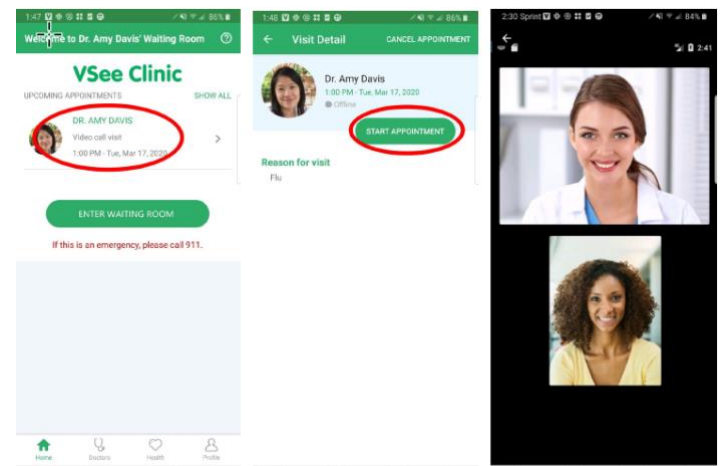 1:47
86%
Welcome to Dr. Amy Davis' Waiting Room
VSee Clinic
UPCOMING APPOINTMENTS
SHOW ALL
DR. AMY DAVIS
Video call visit
1:00 PM - Tue, Mar 17, 2020
ENTER WAITING ROOM
If this is an emergency, please call 911.
Home
Doctors
Health
Profile
1:48
86%
Visit Detail
CANCEL APPOINTMENT
Dr. Amy Davis
1:00 PM - Tue, Mar 17, 2020
Offline
START APPOINTMENT
Reason for visit
Flu
2:30 Sprint
84%
2:41